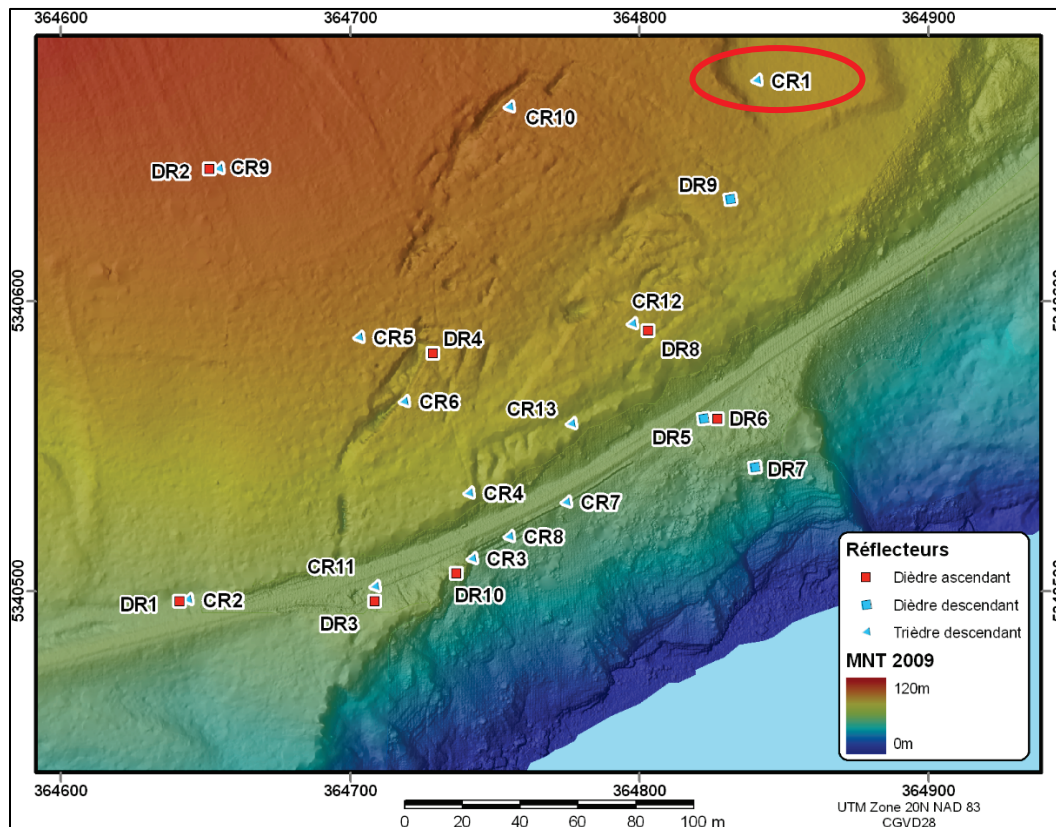 364600 364700 364800 364900
CR1
CR10
DR2 CR9
DR9
5340600 5340600
CR12
CR5 DR4
DR8
CR6
CR13
DR6
DR5
DR7
CR4
CR7
CR8
CR3
CR11
DR10
5340500 5340500
DR1 CR2
DR3
Réflecteurs
Dièdre ascendant
Dièdre descendant
Trièdre descendant
MNT 2009
120m
0m
364600 364700 364800 364900
0 20 40 60 80 100 m
UTM Zone 20N NAD 83
CGVD28